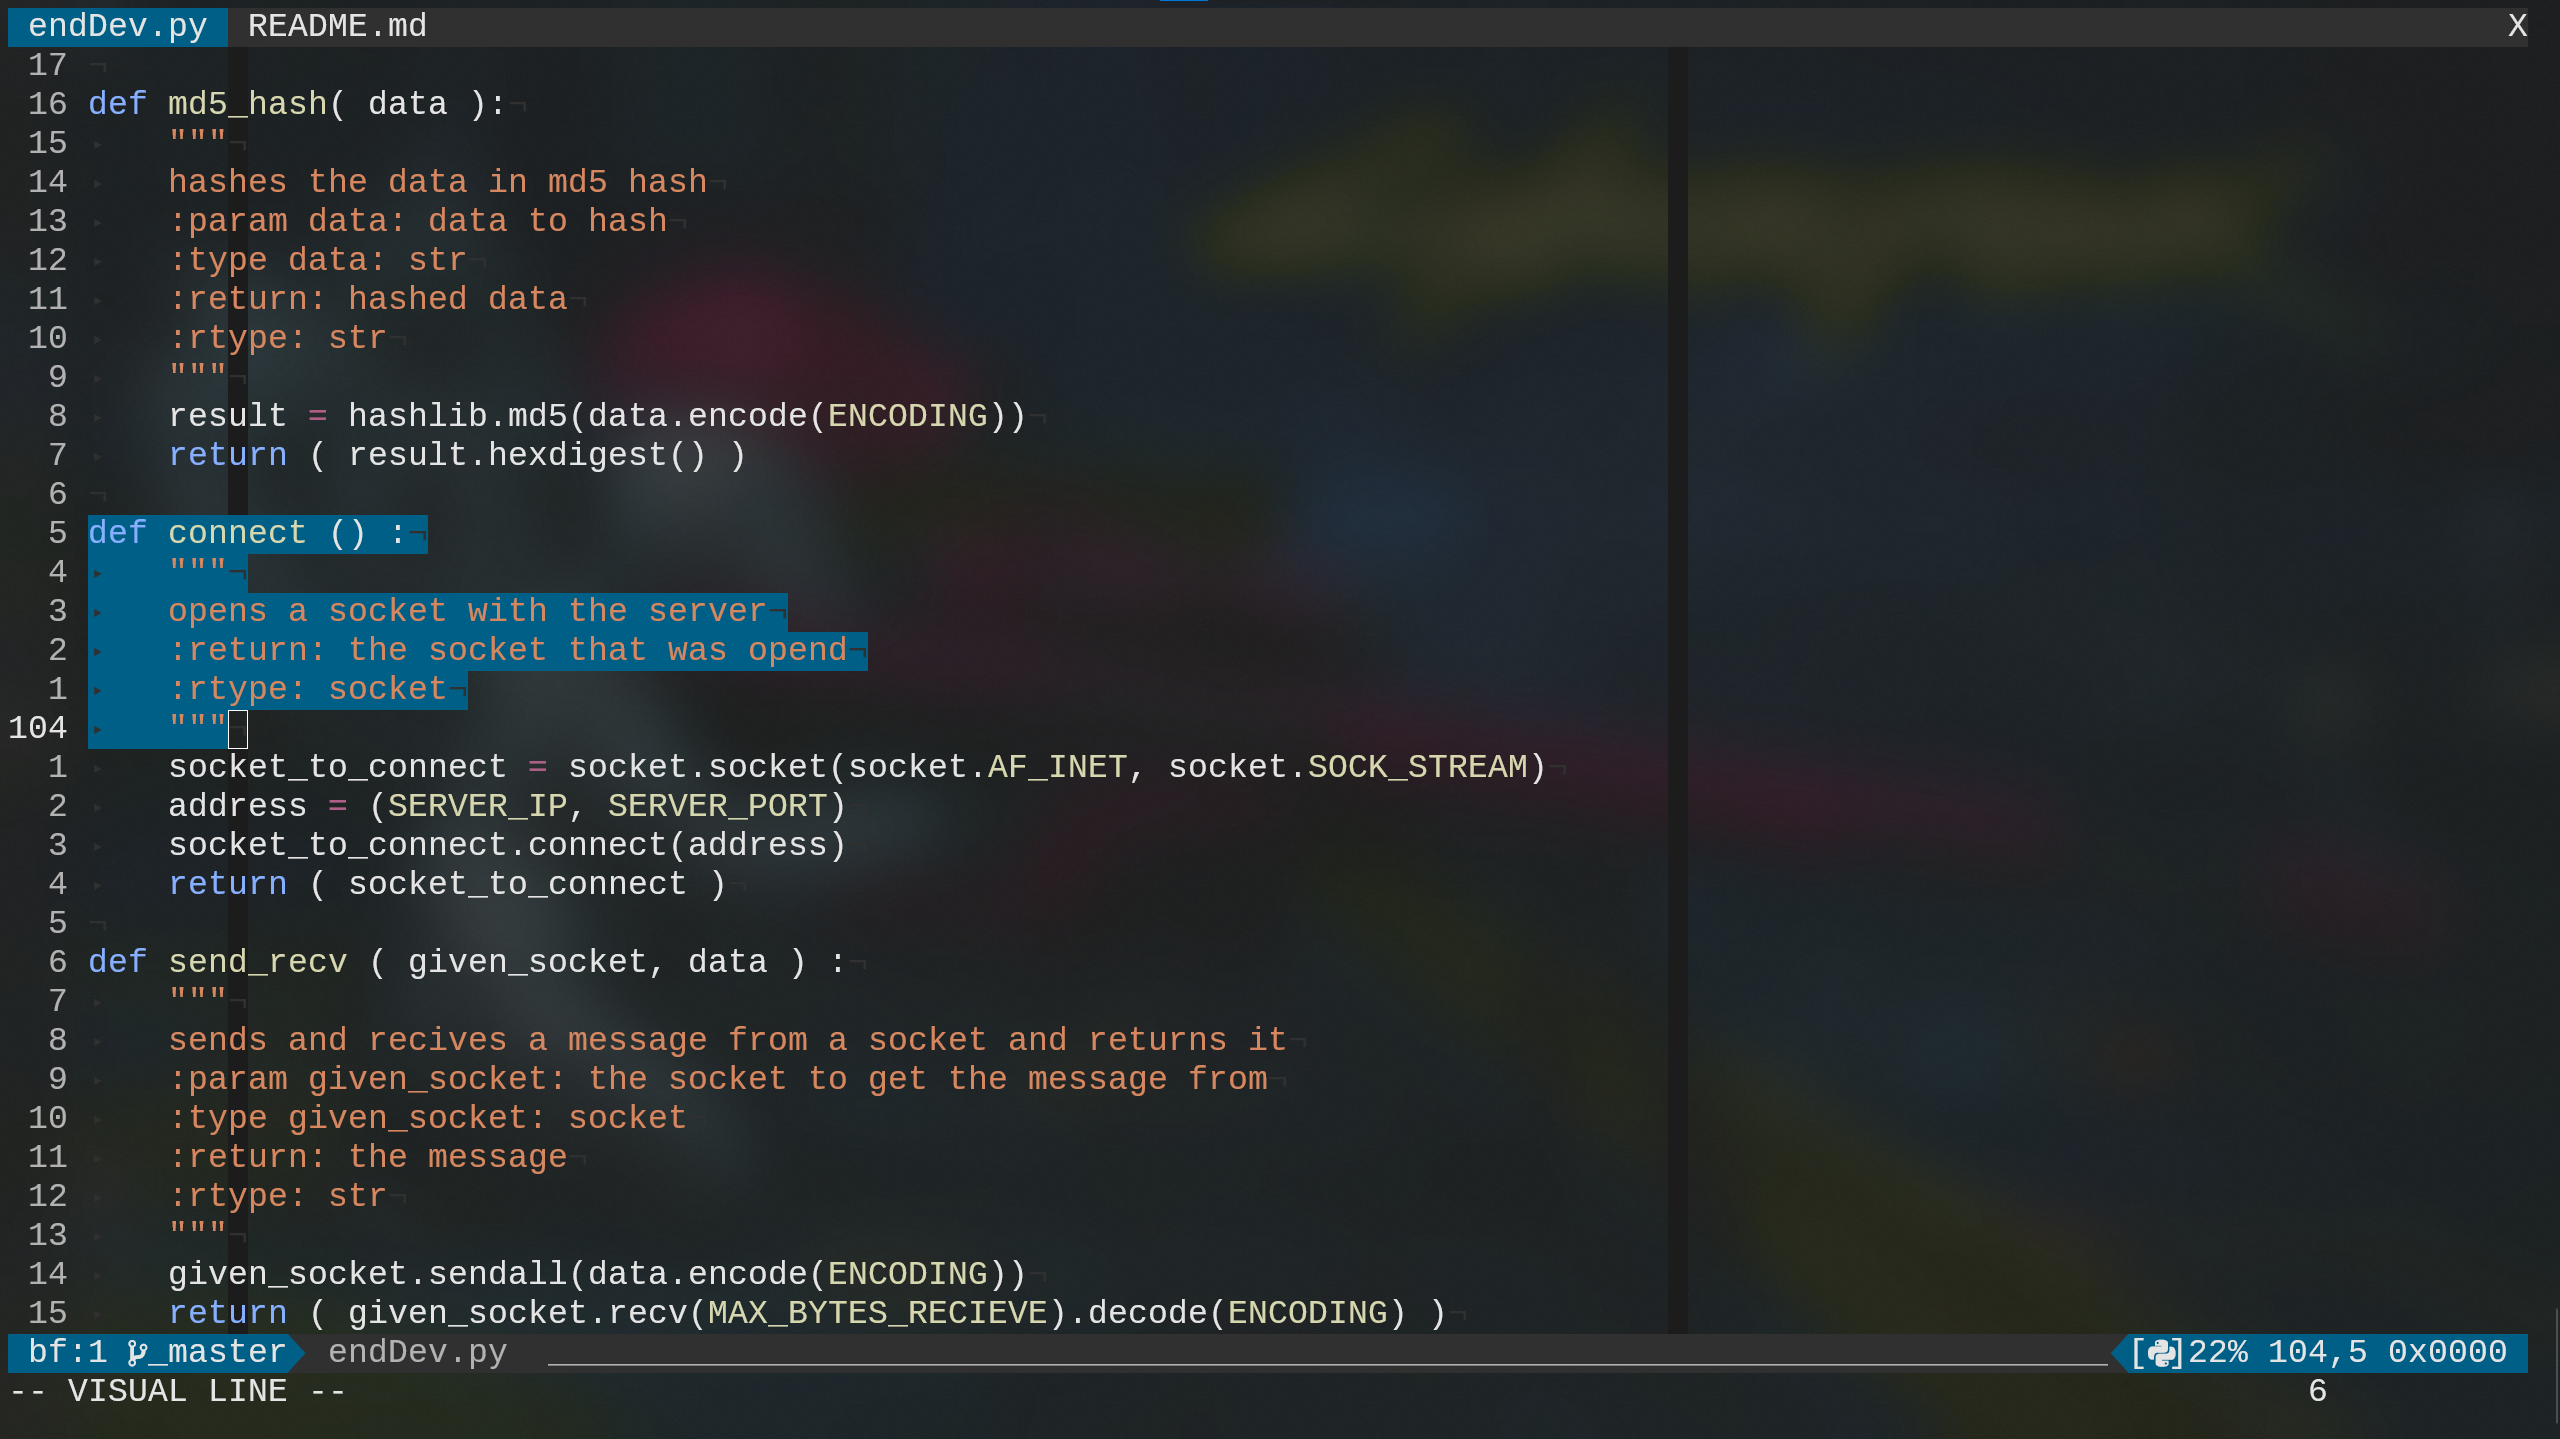 endDev.py README.md X
17 ¬
16 def md5_hash( data ):¬
15 ▸ """¬
14 ▸ hashes the data in md5 hash¬
13 ▸ :param data: data to hash¬
12 ▸ :type data: str¬
11 ▸ :return: hashed data¬
10 ▸ :rtype: str¬
9 ▸ """¬
8 ▸ result = hashlib.md5(data.encode(ENCODING))¬
7 ▸ return ( result.hexdigest() )
6 ¬
5 def connect () :¬
4 ▸ """¬
3 ▸ opens a socket with the server¬
2 ▸ :return: the socket that was opend¬
1 ▸ :rtype: socket¬
104 ▸ """¬
1 ▸ socket_to_connect = socket.socket(socket.AF_INET, socket.SOCK_STREAM)¬
2 ▸ address = (SERVER_IP, SERVER_PORT)
3 ▸ socket_to_connect.connect(address)
4 ▸ return ( socket_to_connect )¬
5 ¬
6 def send_recv ( given_socket, data ) :¬
7 ▸ """¬
8 ▸ sends and recives a message from a socket and returns it¬
9 ▸ :param given_socket: the socket to get the message from¬
10 ▸ :type given_socket: socket¬
11 ▸ :return: the message¬
12 ▸ :rtype: str¬
13 ▸ """¬
14 ▸ given_socket.sendall(data.encode(ENCODING))¬
15 ▸ return ( given_socket.recv(MAX_BYTES_RECIEVE).decode(ENCODING) )¬
bf:1 _master endDev.py []22% 104,5 0x0000
-- VISUAL LINE -- 6